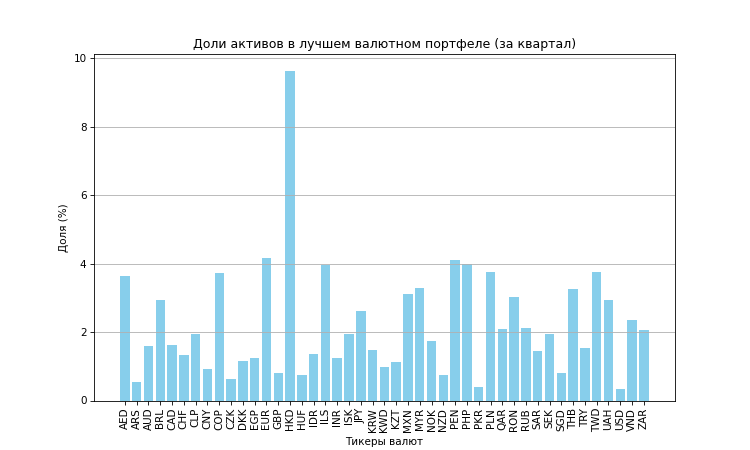 Доли активов в лучшем валютном портфеле (за квартал)
Доля (%)
10
8
6
4
2
0
AED ARS AUD BRL CAD CHF CLP CNY COP CZK DKK EGP EUR GBP HKD HUF IDR ILS INR ISK JPY KRW KWD KZT MXN MYR NOK NZD PEN PHP PKR PLN QAR RON RUB SAR SEK SGD THB TRY TWD UAH USD VND ZAR
Тикеры валют